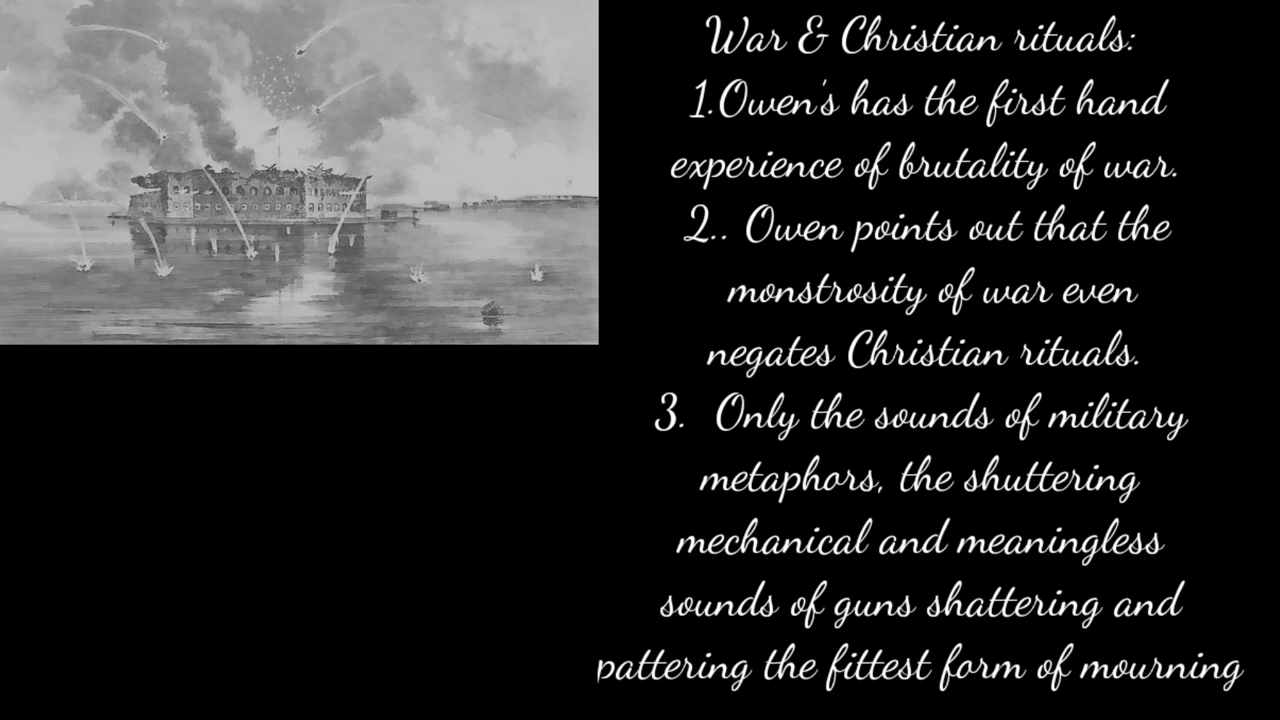 War & Christian rituals:
1.Owen's has the first hand
experience of brutality of war.
2.. Owen points out that the
monstrosity of war even
negates Christian rituals.
3. Only the sounds of military
metaphors, the shuttering
mechanical and meaningless
sounds of guns shattering and
pattering the fittest form of mourning